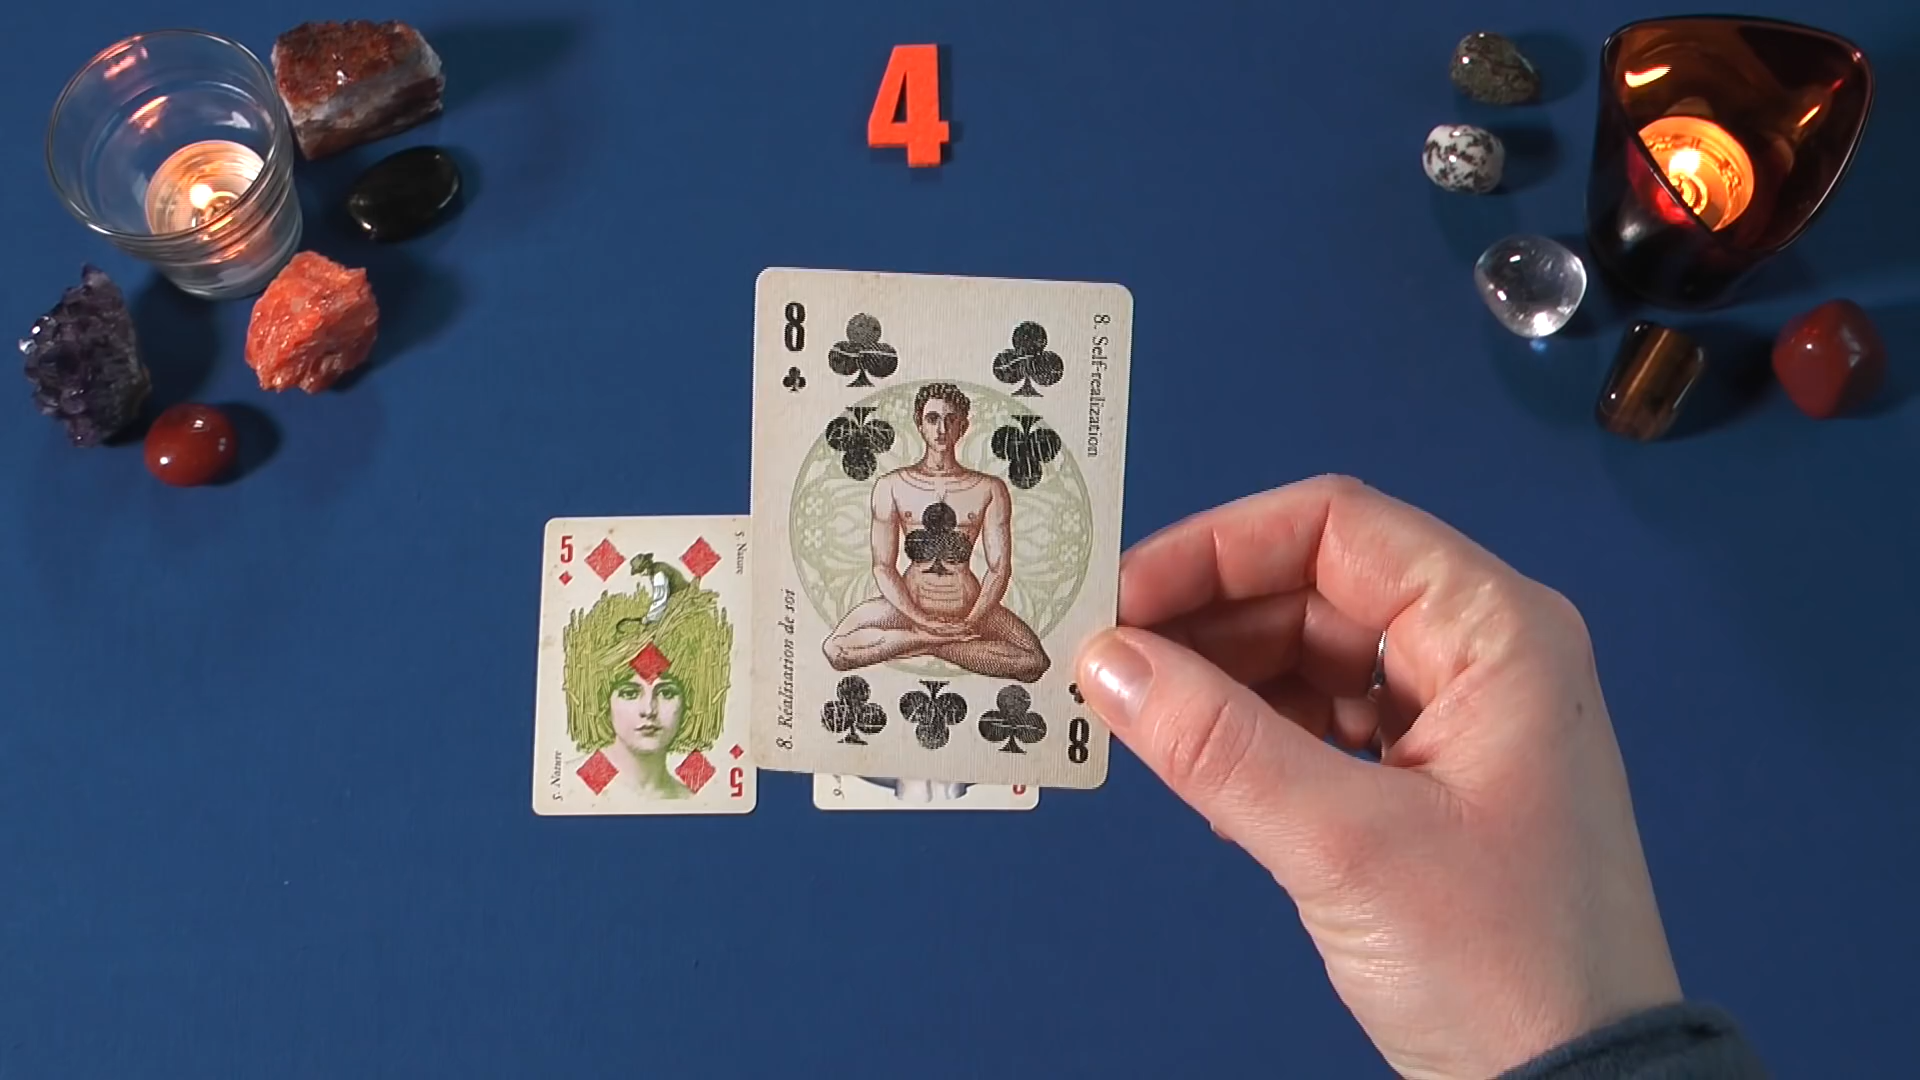 4
8
8. Self-realization
8. Réalisation de soi
8
5
5. Nature
5. Nature
5